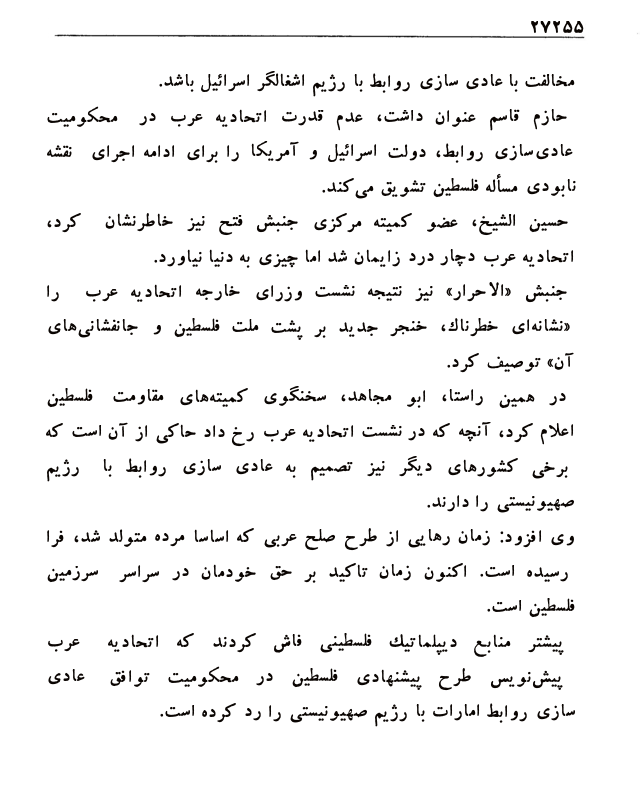 ۲۷۲۵۵
مخالفت با عادی سازی روابط با رژیم اشغالگر اسرائیل باشد.
حازم قاسم عنوان داشت، عدم قدرت اتحادیه عرب در محکومیت
عادی‌سازی روابط، دولت اسرائیل و آمریکا را برای ادامه اجرای نقشه
نابودی مسأله فلسطین تشویق می‌کند.
حسین الشیخ، عضو کمیته مرکزی جنبش فتح نیز خاطرنشان کرد،
اتحادیه عرب دچار درد زایمان شد اما چیزی به دنیا نیاورد.
جنبش «الاحرار» نیز نتیجه نشست وزرای خارجه اتحادیه عرب را
«نشانه‌ای خطرناك، خنجر جدید بر پشت ملت فلسطین و جانفشانی‌های
آن» توصیف کرد.
در همین راستا، ابو مجاهد، سخنگوی کمیته‌های مقاومت فلسطین
اعلام کرد، آنچه که در نشست اتحادیه عرب رخ داد حاکی از آن است که
برخی کشورهای دیگر نیز تصمیم به عادی سازی روابط با رژیم
صهیونیستی را دارند.
وی افزود: زمان رهایی از طرح صلح عربی که اساسا مرده متولد شد، فرا
رسیده است. اکنون زمان تاکید بر حق خودمان در سراسر سرزمین
فلسطین است.
پیشتر منابع دیپلماتیك فلسطینی فاش کردند که اتحادیه عرب
پیش‌نویس طرح پیشنهادی فلسطین در محکومیت توافق عادی
سازی روابط امارات با رژیم صهیونیستی را رد کرده است.